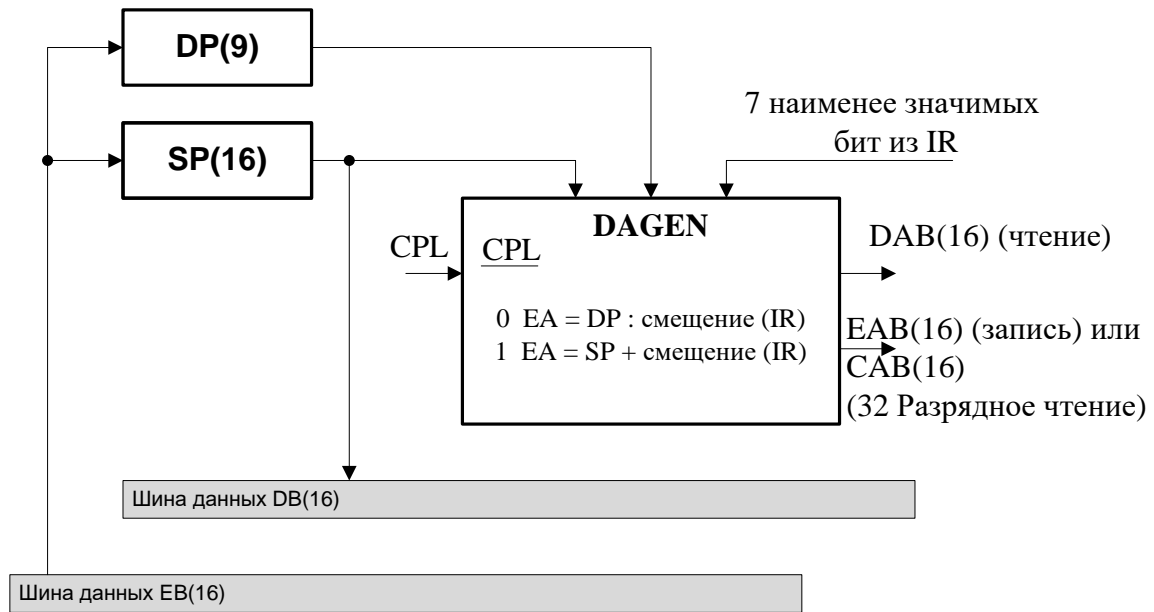 DP(9)
SP(16)
7 наименее значимых
бит из IR
DAGEN
CPL
CPL
0 EA = DP : смещение (IR)
1 EA = SP + смещение (IR)
DAB(16) (чтение)
EAB(16) (запись) или
CAB(16)
(32 Разрядное чтение)
Шина данных DB(16)
Шина данных EB(16)